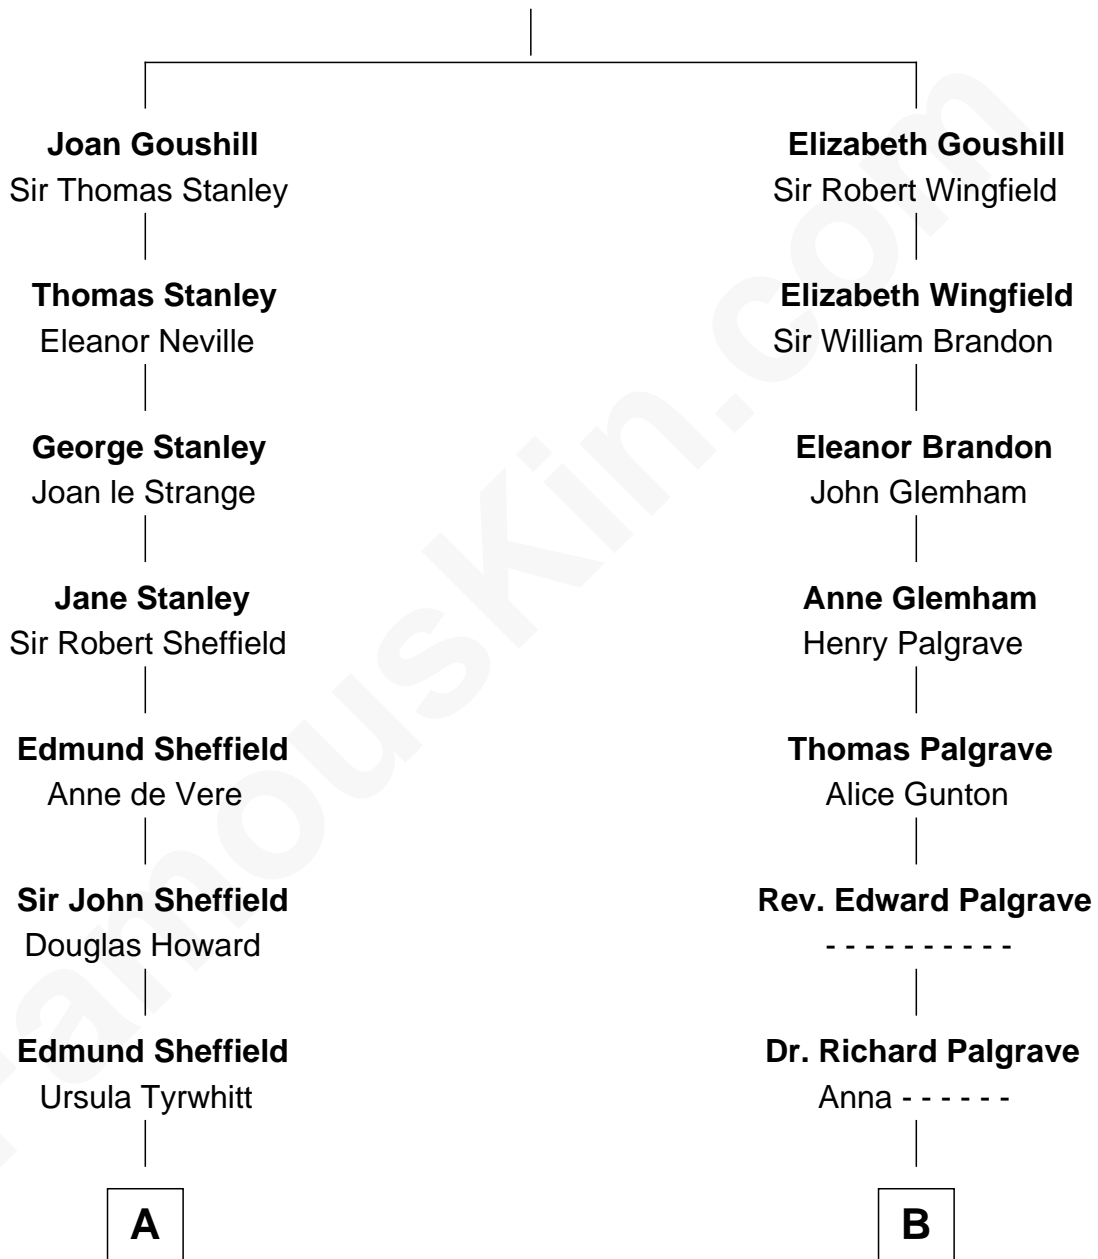 Joan Goushill
Sir Thomas Stanley
Thomas Stanley
Eleanor Neville
George Stanley
Joan le Strange
Jane Stanley
Sir Robert Sheffield
Edmund Sheffield
Anne de Vere
Sir John Sheffield
Douglas Howard
Edmund Sheffield
Ursula Tyrwhitt
A
Elizabeth Goushill
Sir Robert Wingfield
Elizabeth Wingfield
Sir William Brandon
Eleanor Brandon
John Glemham
Anne Glemham
Henry Palgrave
Thomas Palgrave
Alice Gunton
Rev. Edward Palgrave
- - - - - - - - - -
Dr. Richard Palgrave
Anna - - - - - -
B
FamousKin.com